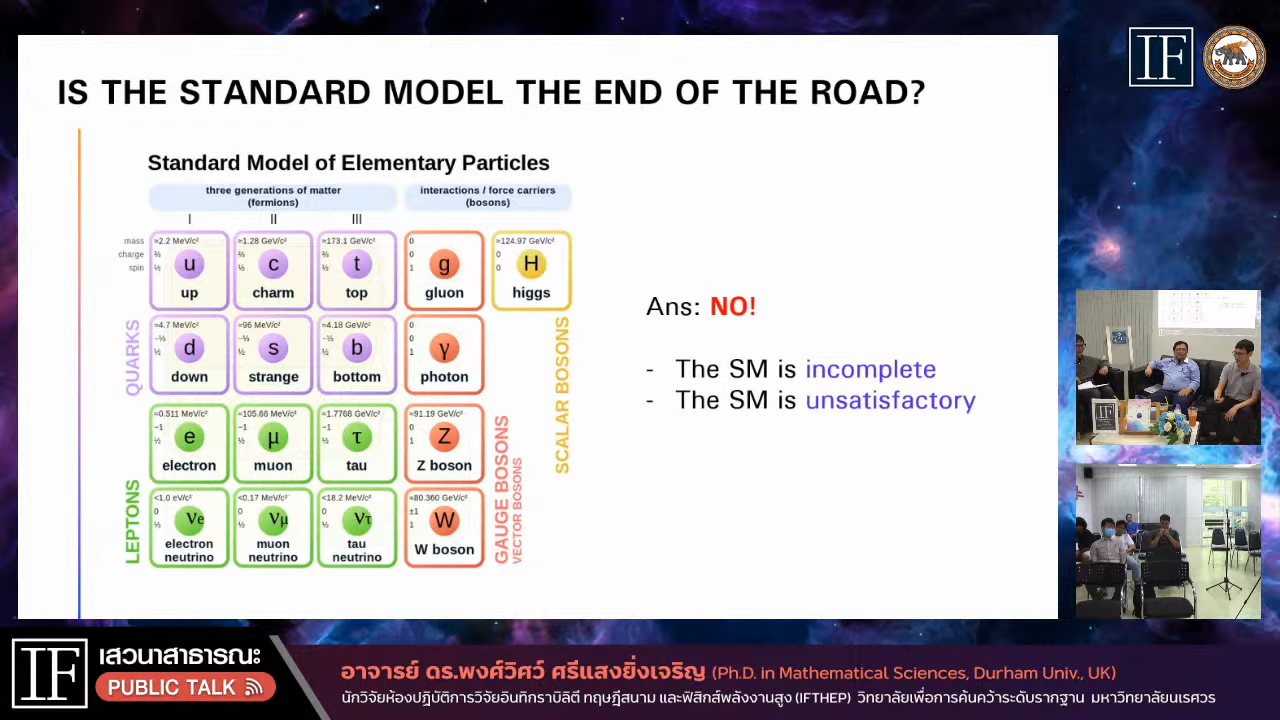 IF
IS THE STANDARD MODEL THE END OF THE ROAD?
Standard Model of Elementary Particles
three generations of matter
(fermions)
interactions / force carriers
(bosons)
I II III
mass
charge
spin
≈2.2 MeV/c²
⅔
½
u
up
≈1.28 GeV/c²
⅔
½
c
charm
≈173.1 GeV/c²
⅔
½
t
top
0
0
1
g
gluon
≈124.97 GeV/c²
0
0
H
higgs
QUARKS
≈4.7 MeV/c²
−⅓
½
d
down
≈96 MeV/c²
−⅓
½
s
strange
≈4.18 GeV/c²
−⅓
½
b
bottom
0
0
1
γ
photon
SCALAR BOSONS
LEPTONS
≈0.511 MeV/c²
−1
½
e
electron
≈105.66 MeV/c²
−1
½
μ
muon
≈1.7768 GeV/c²
−1
½
τ
tau
≈91.19 GeV/c²
0
1
Z
Z boson
GAUGE BOSONS
VECTOR BOSONS
<1.0 eV/c²
0
½
νe
electron
neutrino
<0.17 MeV/c²
0
½
νμ
muon
neutrino
<18.2 MeV/c²
0
½
ντ
tau
neutrino
≈80.360 GeV/c²
±1
1
W
W boson
Ans: NO!
- The SM is incomplete
- The SM is unsatisfactory
IF
เสวนาสาธารณะ
PUBLIC TALK
อาจารย์ ดร.พงศ์วิศว์ ศรีแสงยิ่งเจริญ (Ph.D. in Mathematical Sciences, Durham Univ., UK)
นักวิจัยห้องปฏิบัติการวิจัยอินทิกราบิลิตี ทฤษฎีสนาม และฟิสิกส์พลังงานสูง (IFTHEP) วิทยาลัยเพื่อการค้นคว้าระดับรากฐาน มหาวิทยาลัยนเรศวร